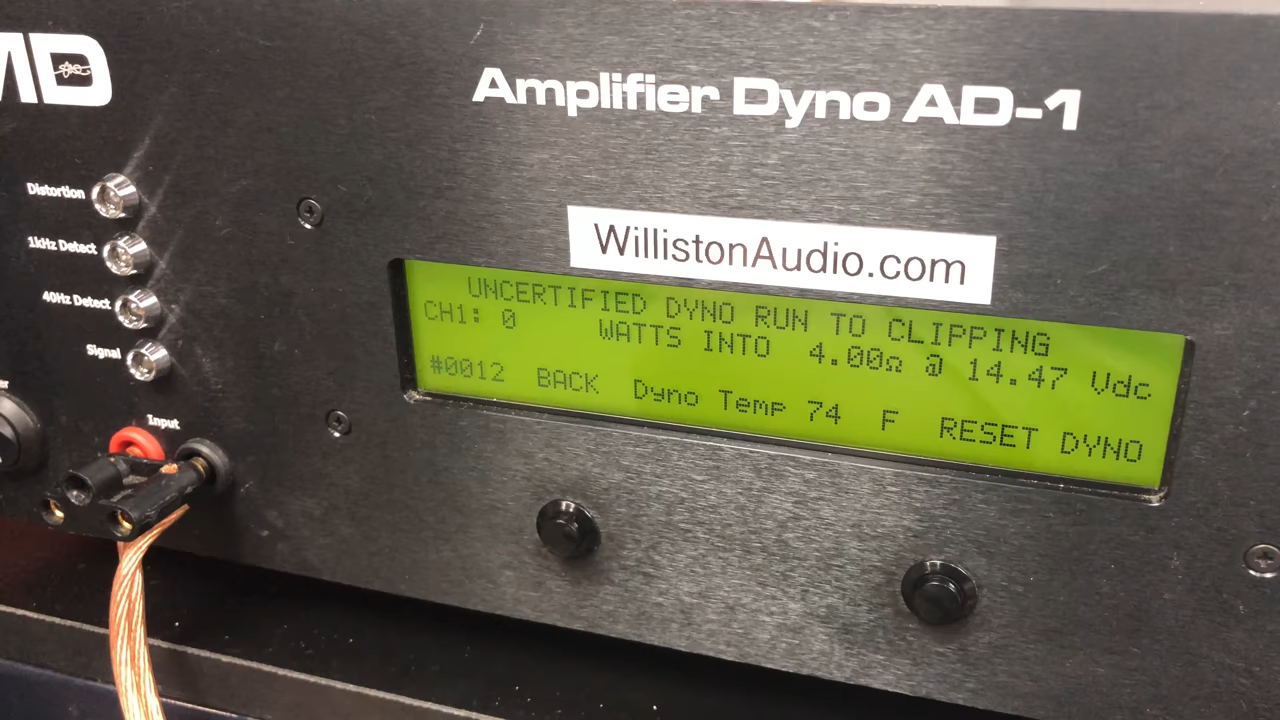 MD
Amplifier Dyno AD-1
Distortion
1kHz Detect
40Hz Detect
Signal
Input
WillistonAudio.com
UNCERTIFIED DYNO RUN TO CLIPPING
CH1: 0 WATTS INTO 4.00Ω @ 14.47 Vdc
#0012 BACK Dyno Temp 74 F RESET DYNO